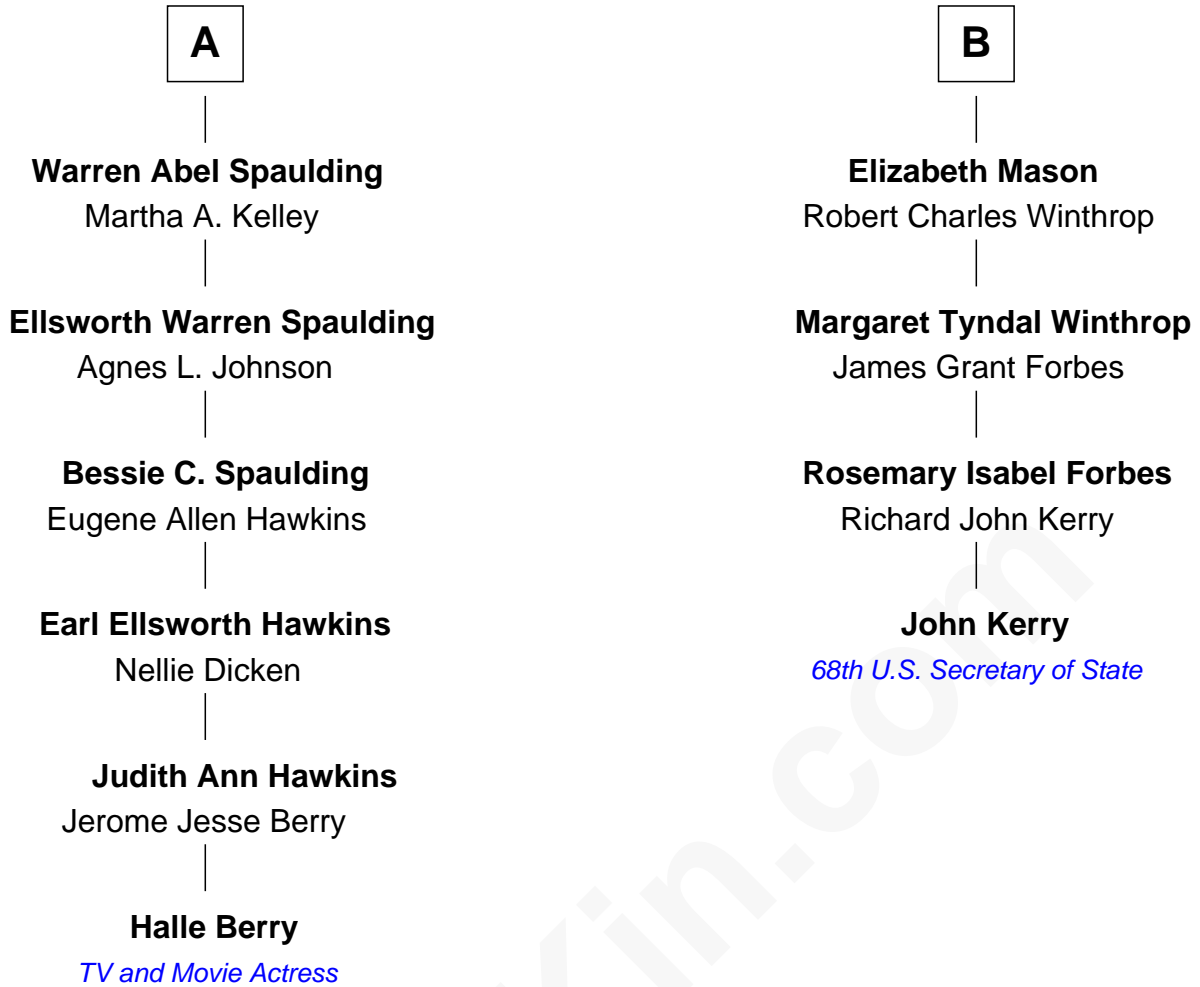 A
Warren Abel Spaulding
Martha A. Kelley
Ellsworth Warren Spaulding
Agnes L. Johnson
Bessie C. Spaulding
Eugene Allen Hawkins
Earl Ellsworth Hawkins
Nellie Dicken
Judith Ann Hawkins
Jerome Jesse Berry
Halle Berry
TV and Movie Actress
B
Elizabeth Mason
Robert Charles Winthrop
Margaret Tyndal Winthrop
James Grant Forbes
Rosemary Isabel Forbes
Richard John Kerry
John Kerry
68th U.S. Secretary of State
Kin.com